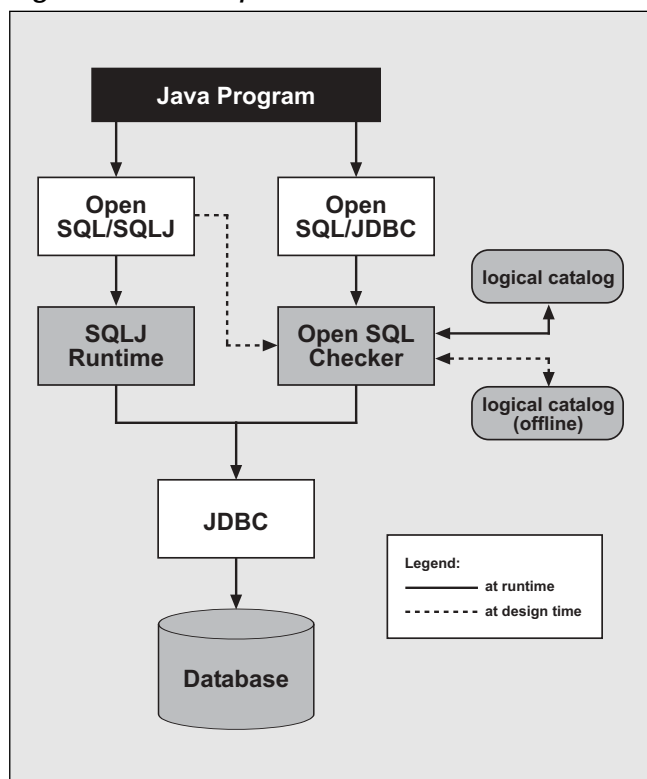 Java Program
Open
SQL/SQLJ
Open
SQL/JDBC
logical catalog
SQLJ
Runtime
Open SQL
Checker
logical catalog
(offline)
JDBC
Legend:
at runtime
at design time
Database